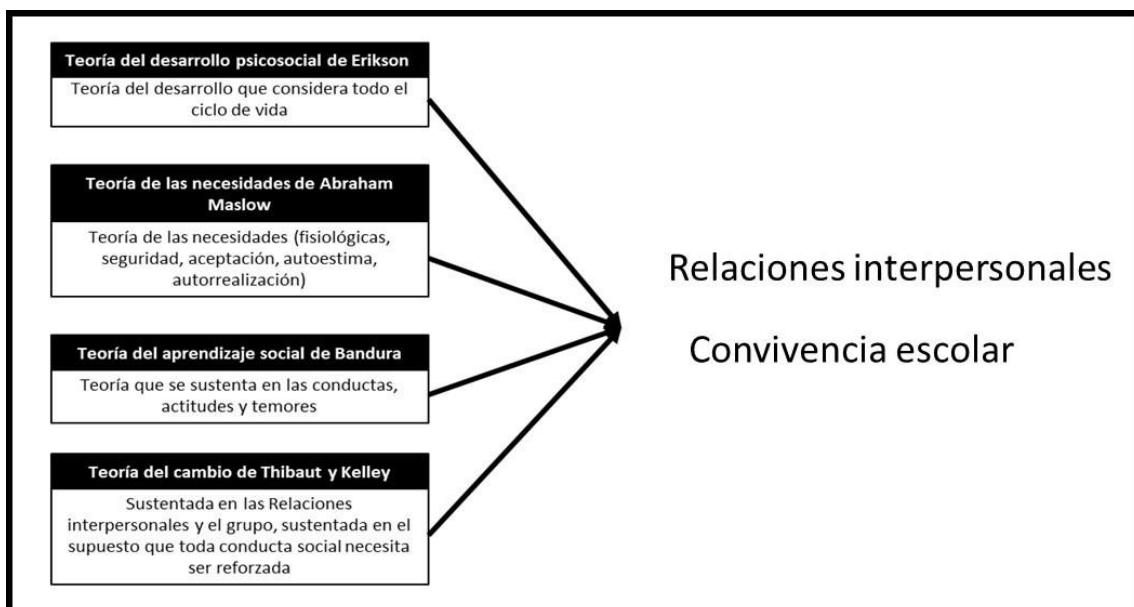 Teoría del desarrollo psicosocial de Erikson
Teoría del desarrollo que considera todo el
ciclo de vida
Teoría de las necesidades de Abraham
Maslow
Teoría de las necesidades (fisiológicas,
seguridad, aceptación, autoestima,
autorrealización)
Teoría del aprendizaje social de Bandura
Teoría que se sustenta en las conductas,
actitudes y temores
Teoría del cambio de Thibaut y Kelley
Sustentada en las Relaciones
interpersonales y el grupo, sustentada en el
supuesto que toda conducta social necesita
ser reforzada
Relaciones interpersonales
Convivencia escolar